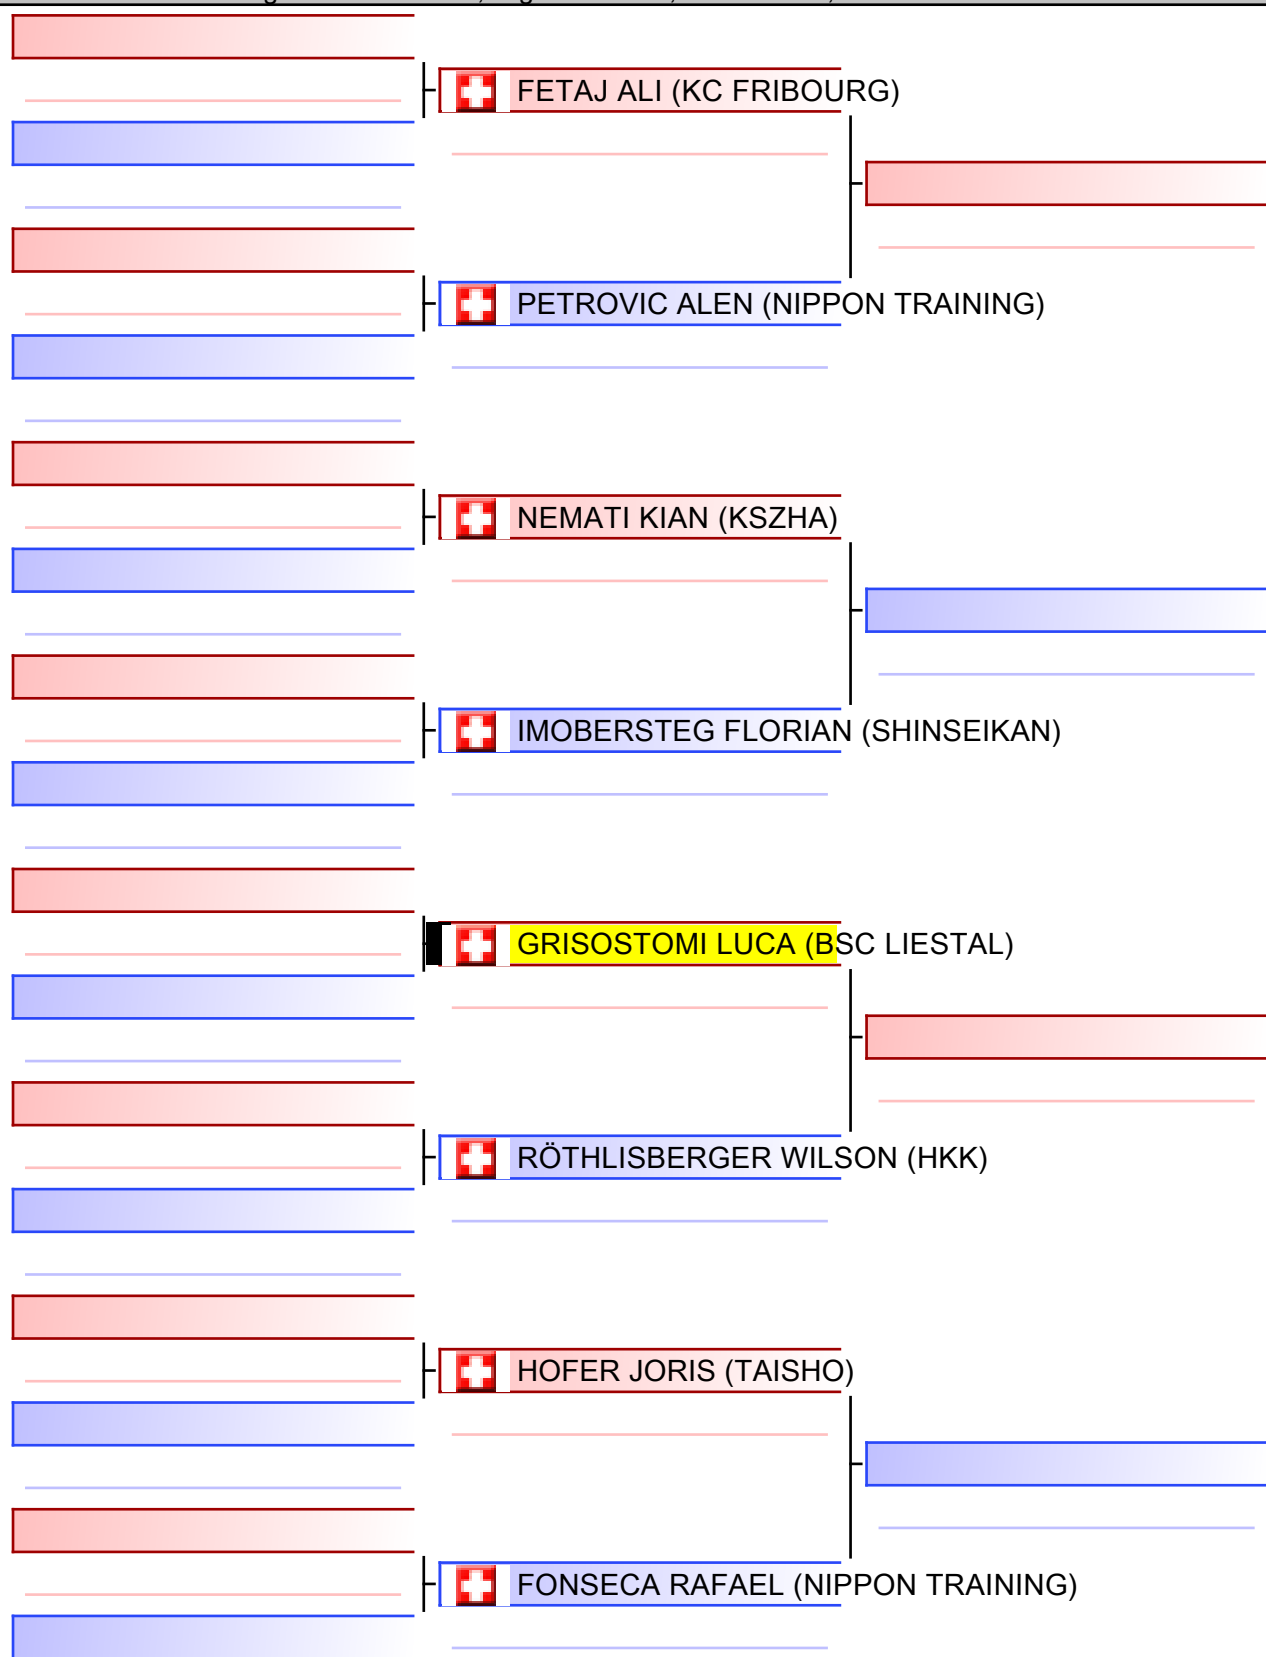 FETAJ ALI (KC FRIBOURG)
PETROVIC ALEN (NIPPON TRAINING)
NEMATI KIAN (KSZHA)
IMOBERSTEG FLORIAN (SHINSEIKAN)
GRISOSTOMI LUCA (BSC LIESTAL)
RÖTHLISBERGER WILSON (HKK)
HOFER JORIS (TAISHO)
FONSECA RAFAEL (NIPPON TRAINING)